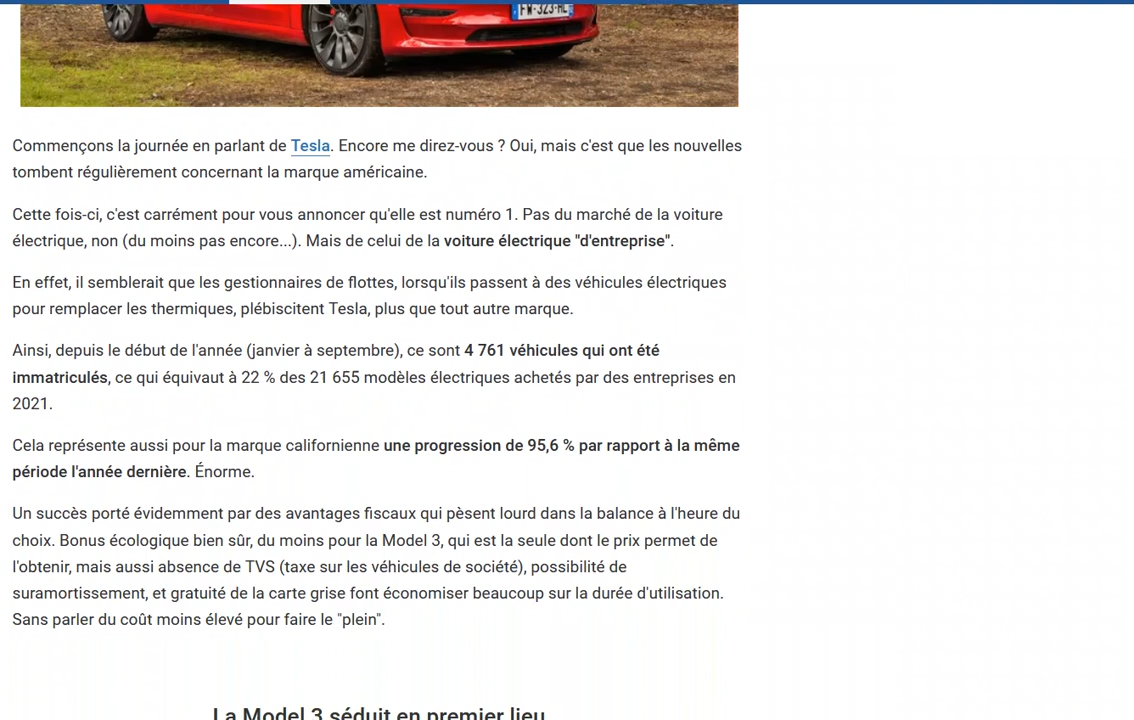 FW-323-HL
Commençons la journée en parlant de Tesla. Encore me direz-vous ? Oui, mais c'est que les nouvelles
tombent régulièrement concernant la marque américaine.
Cette fois-ci, c'est carrément pour vous annoncer qu'elle est numéro 1. Pas du marché de la voiture
électrique, non (du moins pas encore...). Mais de celui de la voiture électrique "d'entreprise".
En effet, il semblerait que les gestionnaires de flottes, lorsqu'ils passent à des véhicules électriques
pour remplacer les thermiques, plébiscitent Tesla, plus que tout autre marque.
Ainsi, depuis le début de l'année (janvier à septembre), ce sont 4 761 véhicules qui ont été
immatriculés, ce qui équivaut à 22 % des 21 655 modèles électriques achetés par des entreprises en
2021.
Cela représente aussi pour la marque californienne une progression de 95,6 % par rapport à la même
période l'année dernière. Énorme.
Un succès porté évidemment par des avantages fiscaux qui pèsent lourd dans la balance à l'heure du
choix. Bonus écologique bien sûr, du moins pour la Model 3, qui est la seule dont le prix permet de
l'obtenir, mais aussi absence de TVS (taxe sur les véhicules de société), possibilité de
suramortissement, et gratuité de la carte grise font économiser beaucoup sur la durée d'utilisation.
Sans parler du coût moins élevé pour faire le "plein".
La Model 3 séduit en premier lieu